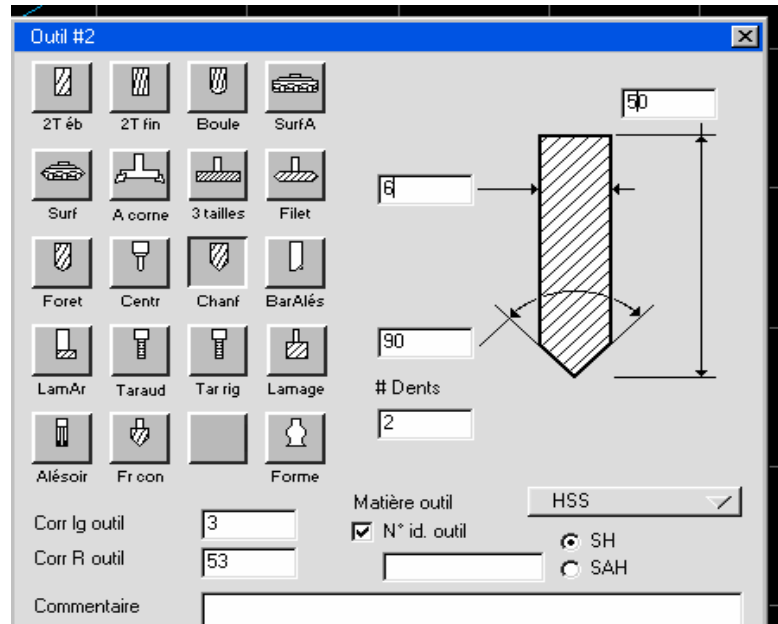 Outil #2
50
2T éb 2T fin Boule SurfA
6
Surf A corne 3 tailles Filet
Foret Centr Chanf BarAlés
90
LamAr Taraud Tar rig Lamage # Dents
2
Alésoir Fr con Forme
Matière outil HSS
Corr lg outil 3 N° id. outil SH
Corr R outil 53 SAH
Commentaire